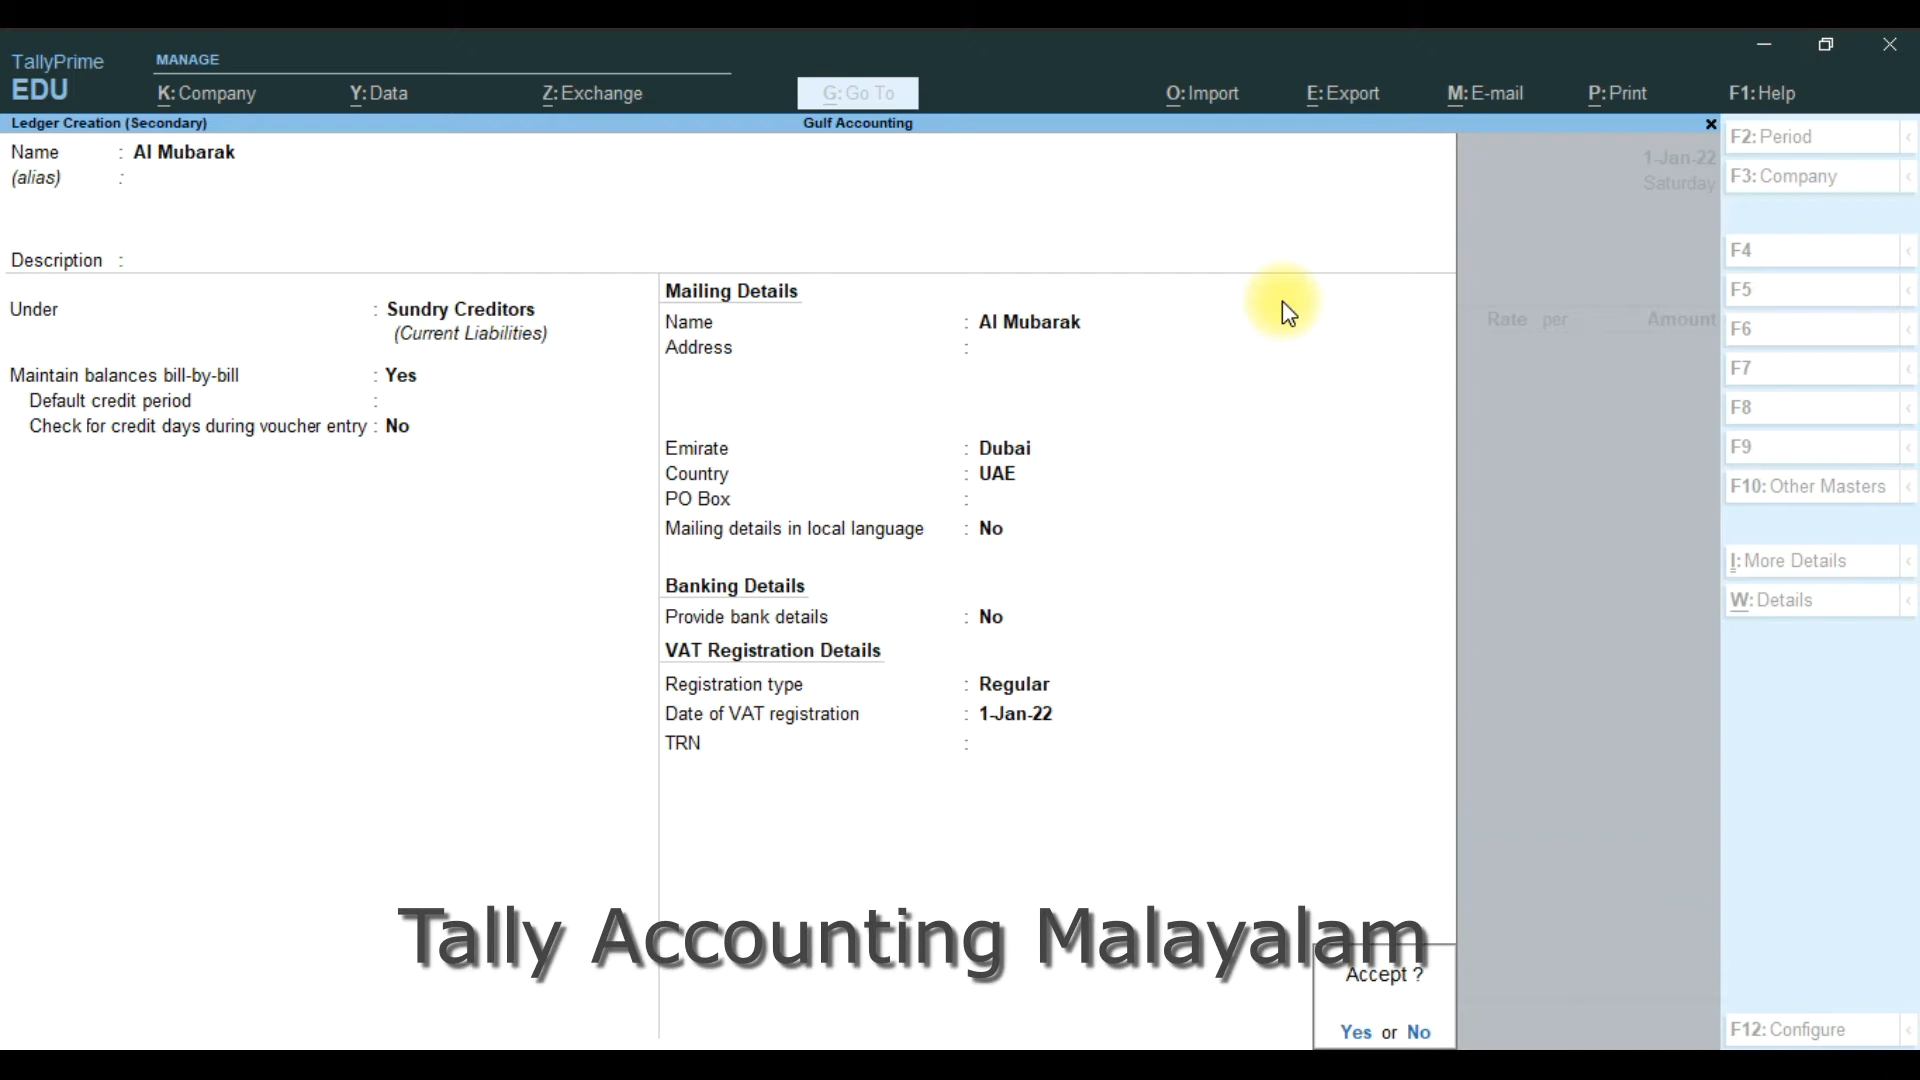 TallyPrime
EDU
MANAGE
K: Company
Y: Data
Z: Exchange
G: Go To
O: Import
E: Export
M: E-mail
P: Print
F1: Help
Ledger Creation (Secondary)
Gulf Accounting
Name : Al Mubarak
(alias) :
Description :
Under : Sundry Creditors
(Current Liabilities)
Maintain balances bill-by-bill : Yes
Default credit period :
Check for credit days during voucher entry : No
Mailing Details
Name : Al Mubarak
Address :
Emirate : Dubai
Country : UAE
PO Box :
Mailing details in local language : No
Banking Details
Provide bank details : No
VAT Registration Details
Registration type : Regular
Date of VAT registration : 1-Jan-22
TRN :
1-Jan-22
Saturday
Rate per Amount
F2: Period
F3: Company
F4
F5
F6
F7
F8
F9
F10: Other Masters
I: More Details
W: Details
F12: Configure
Tally Accounting Malayalam
Accept ?
Yes or No